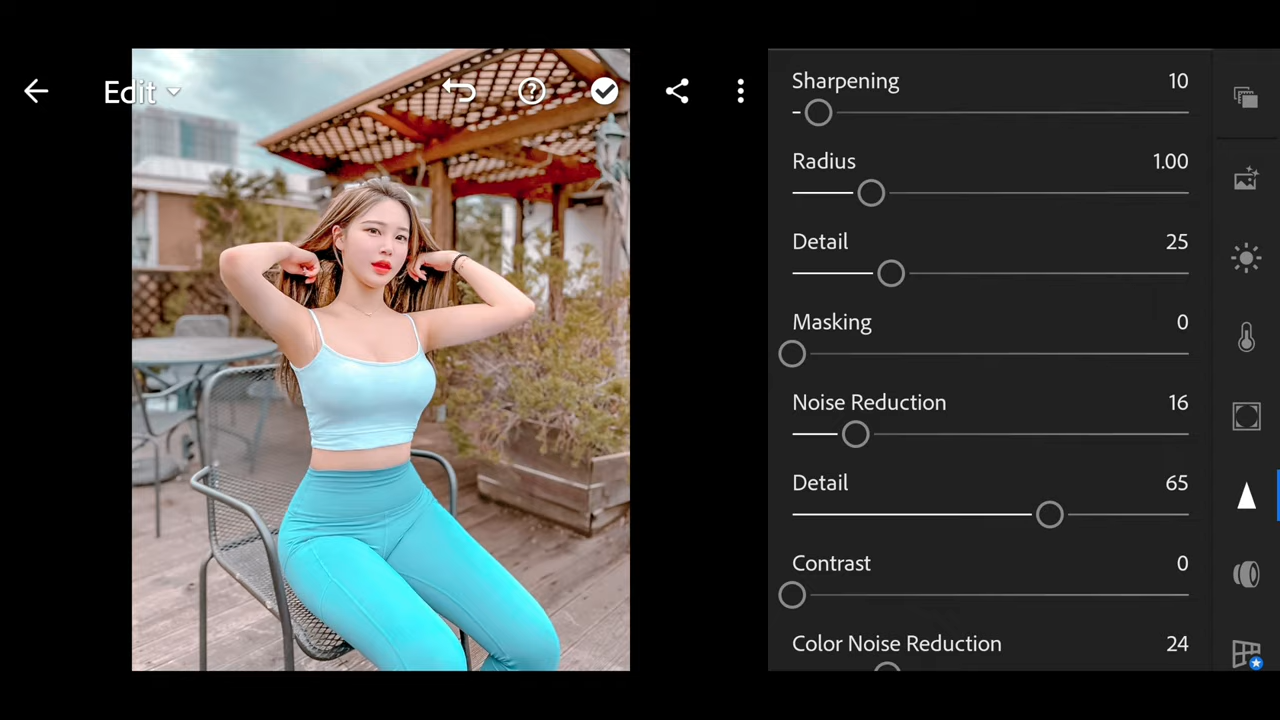 Edit
Sharpening 10
Radius 1.00
Detail 25
Masking 0
Noise Reduction 16
Detail 65
Contrast 0
Color Noise Reduction 24